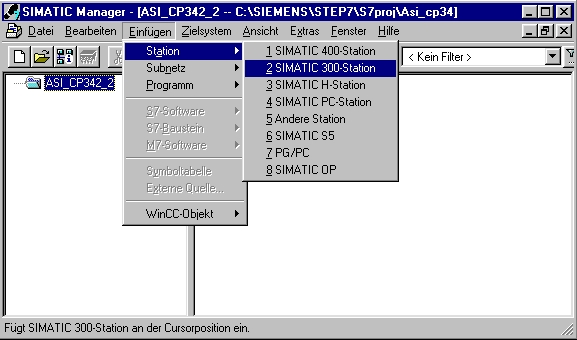 SIMATIC Manager - [ASI_CP342_2 -- C:\SIEMENS\STEP7\S7proj\Asi_cp34]
Datei Bearbeiten Einfügen Zielsystem Ansicht Extras Fenster Hilfe
< Kein Filter >
ASI_CP342_2
Station
Subnetz
Programm
S7-Software
S7-Baustein
M7-Software
Symboltabelle
Externe Quelle...
WinCC-Objekt
1 SIMATIC 400-Station
2 SIMATIC 300-Station
3 SIMATIC H-Station
4 SIMATIC PC-Station
5 Andere Station
6 SIMATIC S5
7 PG/PC
8 SIMATIC OP
Fügt SIMATIC 300-Station an der Cursorposition ein.